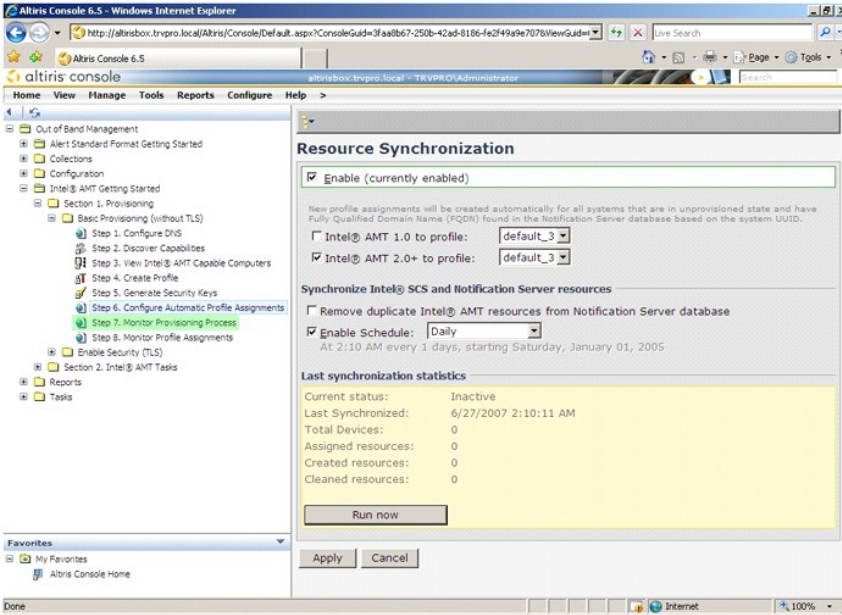 Altiris Console 6.5 - Windows Internet Explorer
http://altirisbox.trvpro.local/Altiris/Console/Default.aspx?ConsoleGuid=3faa8b67-250b-42ad-8186-fe2f49a9e707&ViewGuid=
Live Search
Altiris Console 6.5
Page
Tools
altiris console
altirisbox.trvpro.local - TRVPRO\Administrator
Search
Home View Manage Tools Reports Configure Help >
Out of Band Management
Alert Standard Format Getting Started
Collections
Configuration
Intel® AMT Getting Started
Section 1. Provisioning
Basic Provisioning (without TLS)
Step 1. Configure DNS
Step 2. Discover Capabilities
Step 3. View Intel® AMT Capable Computers
Step 4. Create Profile
Step 5. Generate Security Keys
Step 6. Configure Automatic Profile Assignments
Step 7. Monitor Provisioning Process
Step 8. Monitor Profile Assignments
Enable Security (TLS)
Section 2. Intel® AMT Tasks
Reports
Tasks
Favorites
My Favorites
Altiris Console Home
Resource Synchronization
Enable (currently enabled)
New profile assignments will be created automatically for all systems that are in unprovisioned state and have
Fully Qualified Domain Name (FQDN) found in the Notification Server database based on the system UUID.
Intel® AMT 1.0 to profile: default_3
Intel® AMT 2.0+ to profile: default_3
Synchronize Intel® SCS and Notification Server resources
Remove duplicate Intel® AMT resources from Notification Server database
Enable Schedule: Daily
At 2:10 AM every 1 days, starting Saturday, January 01, 2005
Last synchronization statistics
Current status: Inactive
Last Synchronized: 6/27/2007 2:10:11 AM
Total Devices: 0
Assigned resources: 0
Created resources: 0
Cleaned resources: 0
Run now
Apply Cancel
Done
Internet
100%